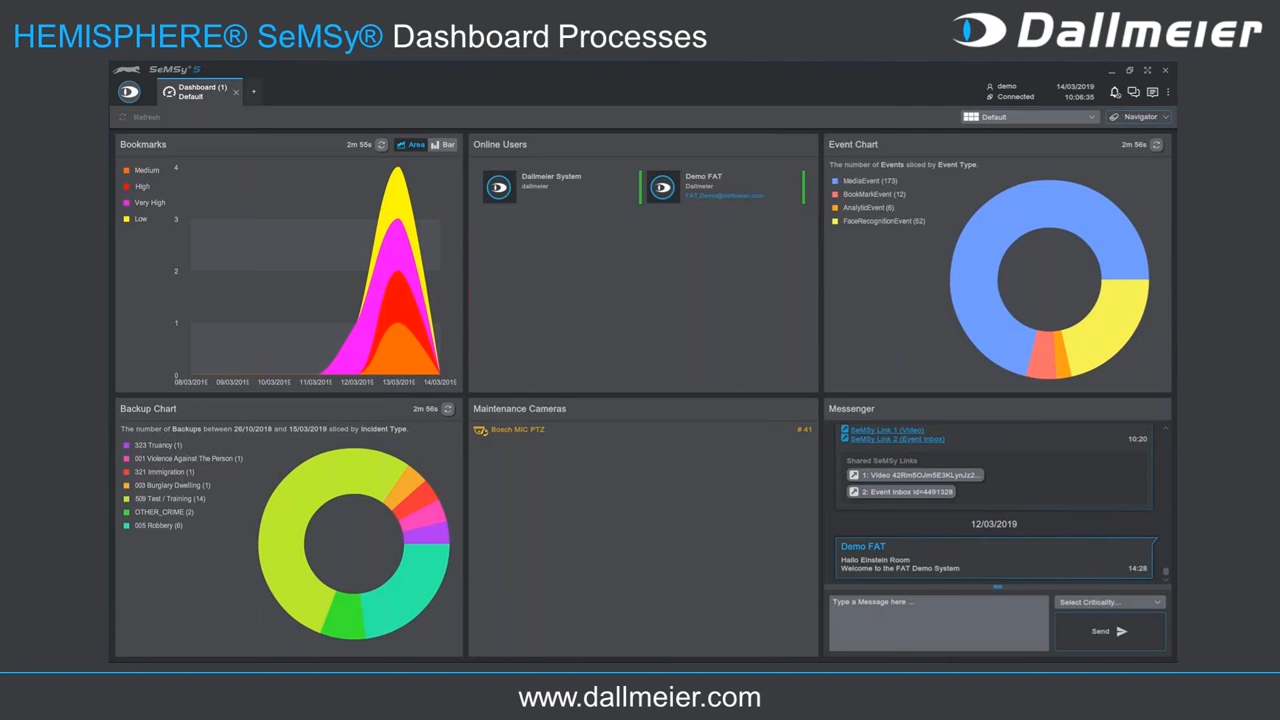 HEMISPHERE® SeMSy® Dashboard Processes
Dallmeier
SeMSy® 5
Dashboard (1)
Default
demo
Connected
14/03/2019
10:06:35
Refresh
Default
Navigator
Bookmarks
2m 55s
Area
Bar
Medium
High
Very High
Low
4
3
2
1
0
08/03/2019 09/03/2019 10/03/2019 11/03/2019 12/03/2019 13/03/2019 14/03/2019
Online Users
Dallmeier System
dallmeier
Demo FAT
Dallmeier
FAT.Demo@dallmeier.com
Event Chart
2m 56s
The number of Events sliced by Event Type.
MediaEvent (173)
BookMarkEvent (12)
AnalyticEvent (6)
FaceRecognitionEvent (52)
Backup Chart
2m 56s
The number of Backups between 26/10/2018 and 15/03/2019 sliced by Incident Type.
323 Truancy (1)
001 Violence Against The Person (1)
321 Immigration (1)
003 Burglary Dwelling (1)
509 Test / Training (14)
OTHER_CRIME (2)
005 Robbery (6)
Maintenance Cameras
Bosch MIC PTZ
# 41
Messenger
SeMSy Link 1 (Video)
SeMSy Link 2 (Event Inbox)
10:20
Shared SeMSy Links
1: Video 42Rm5OJm5E3KLynJz2...
2: Event Inbox id=4491328
12/03/2019
Demo FAT
Hallo Einstein Room
Welcome to the FAT Demo System
14:28
Type a Message here ...
Select Criticality...
Send
www.dallmeier.com